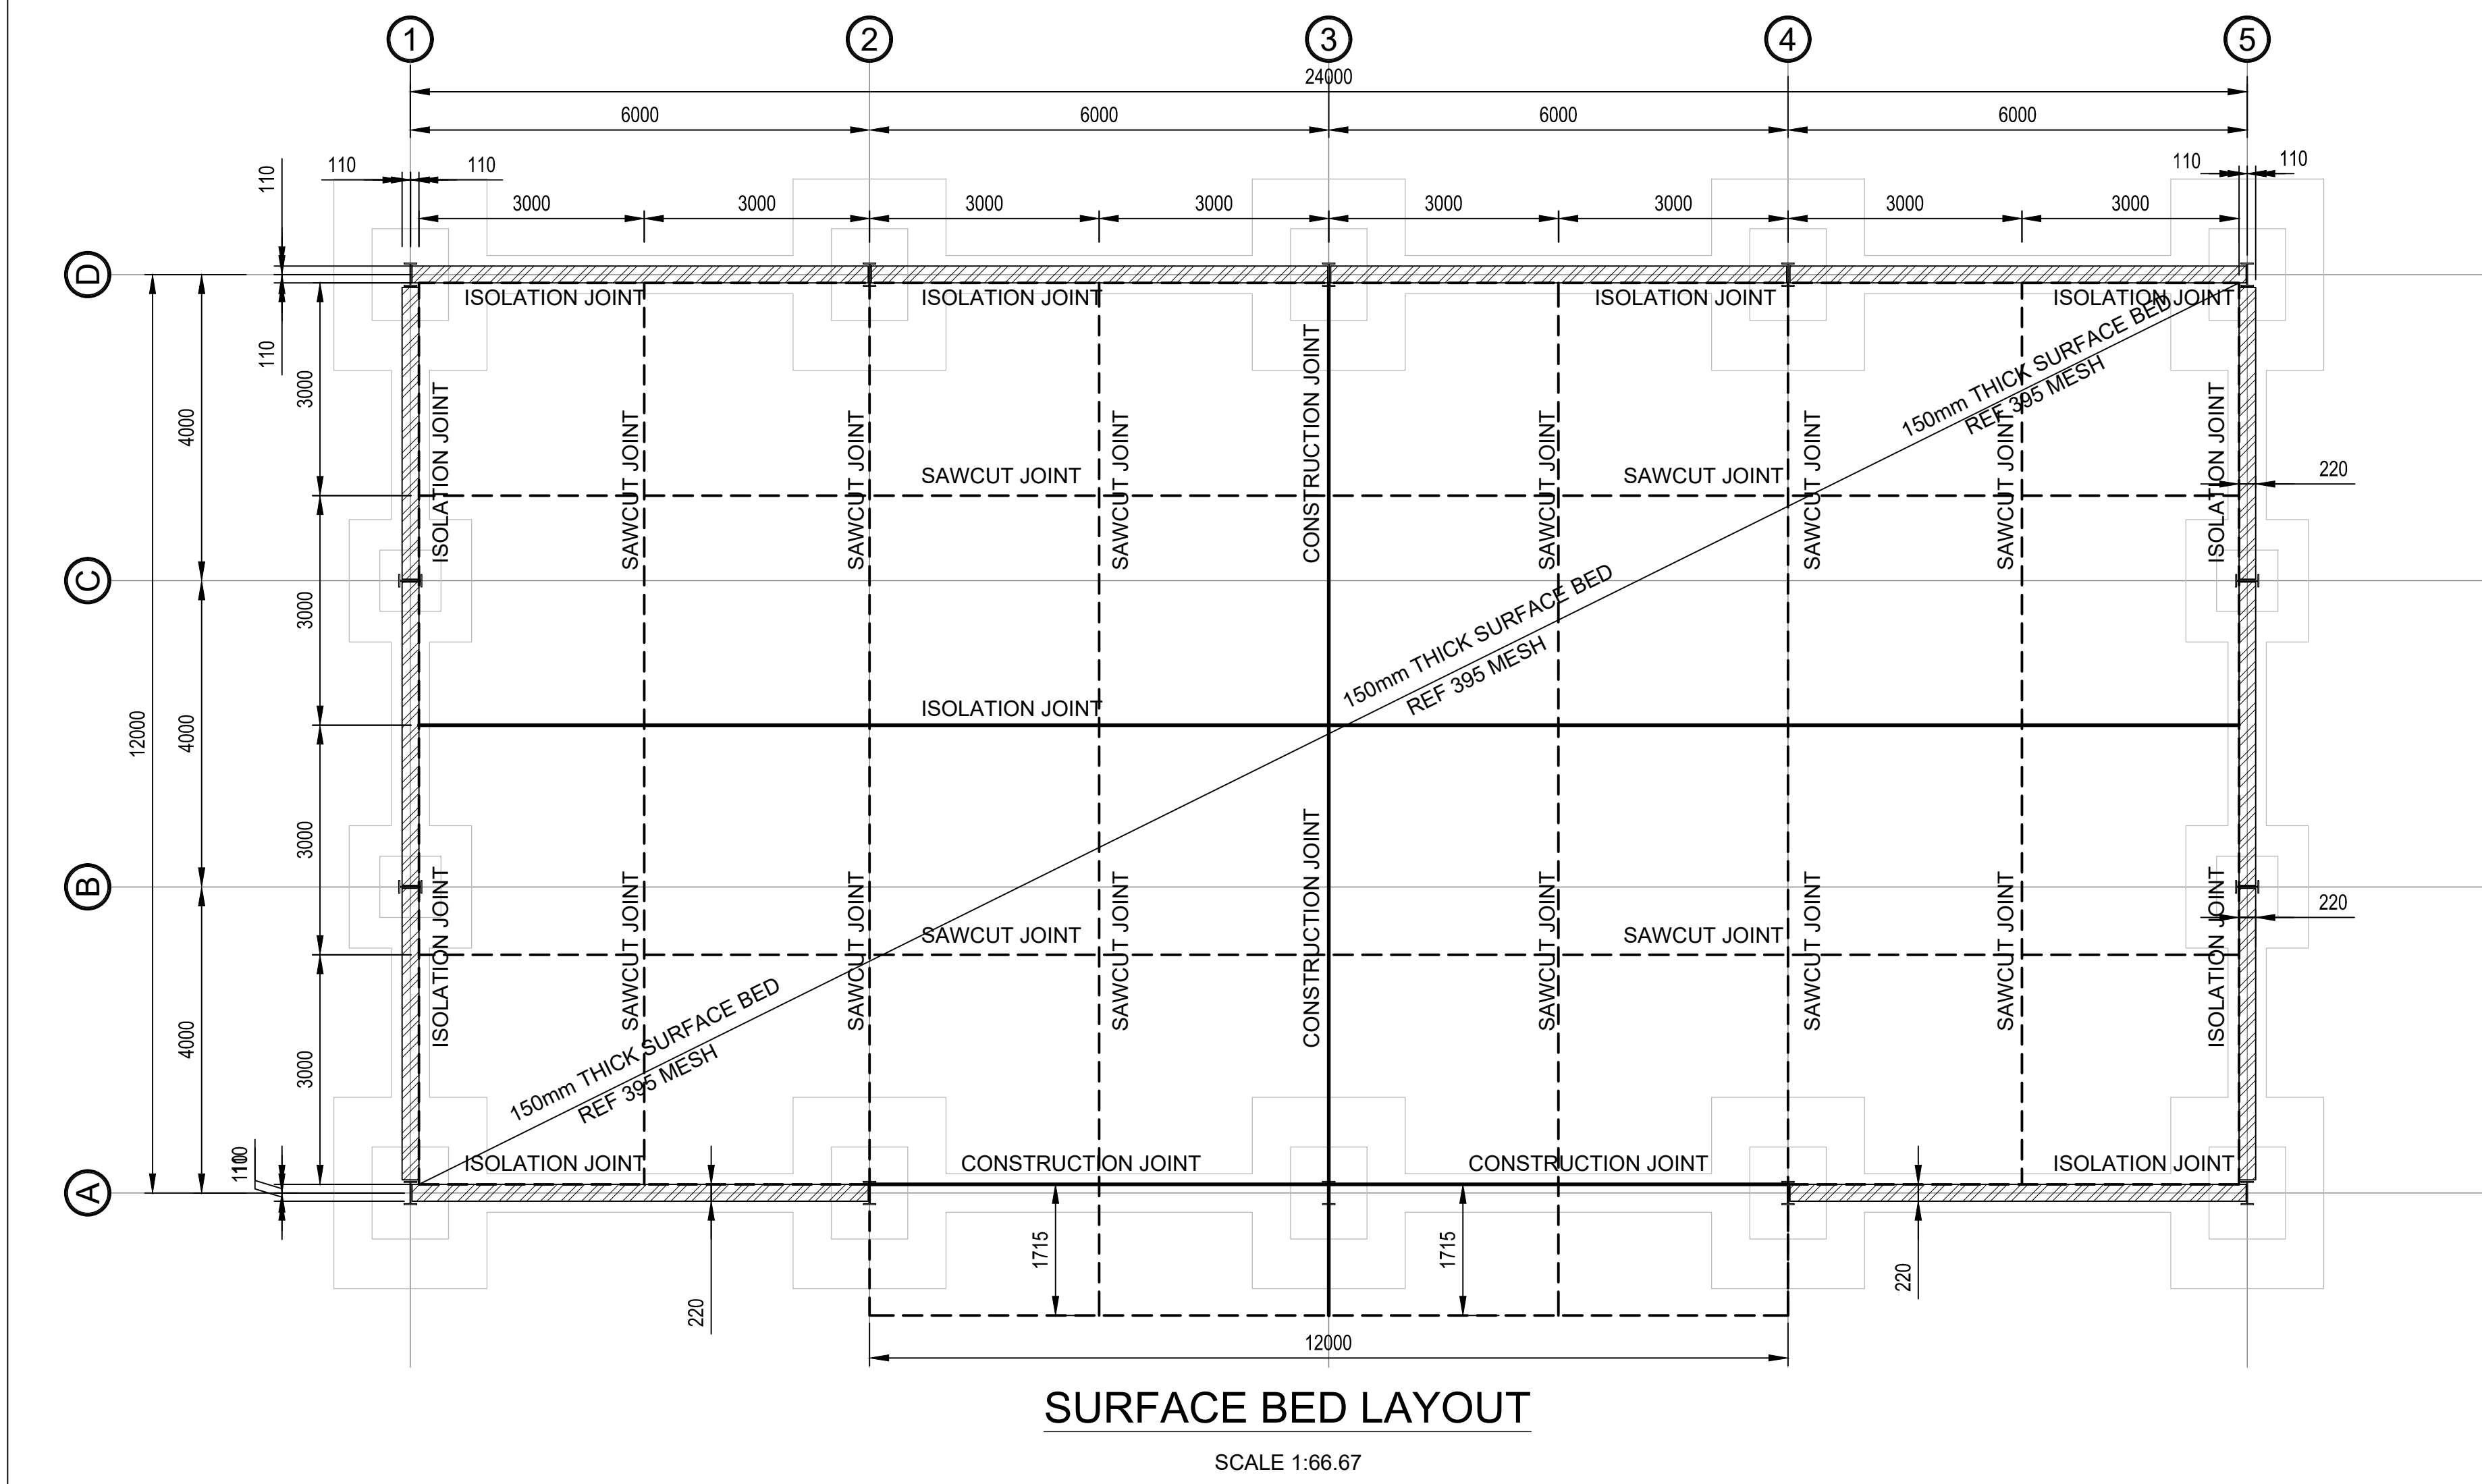 1
2
3
4
5
24000
6000
6000
6000
6000
110
110
110
110
110
3000
3000
3000
3000
3000
3000
3000
3000
D
ISOLATION JOINT
ISOLATION JOINT
ISOLATION JOINT
ISOLATION JOINT
110
150mm THICK SURFACE BED
REF 395 MESH
3000
4000
ISOLATION JOINT
SAWCUT JOINT
SAWCUT JOINT
SAWCUT JOINT
CONSTRUCTION JOINT
SAWCUT JOINT
SAWCUT JOINT
SAWCUT JOINT
ISOLATION JOINT
SAWCUT JOINT
SAWCUT JOINT
220
C
3000
150mm THICK SURFACE BED
REF 395 MESH
ISOLATION JOINT
12000
4000
3000
B
220
ISOLATION JOINT
SAWCUT JOINT
SAWCUT JOINT
SAWCUT JOINT
CONSTRUCTION JOINT
SAWCUT JOINT
SAWCUT JOINT
SAWCUT JOINT
ISOLATION JOINT
SAWCUT JOINT
SAWCUT JOINT
4000
3000
150mm THICK SURFACE BED
REF 395 MESH
ISOLATION JOINT
CONSTRUCTION JOINT
CONSTRUCTION JOINT
ISOLATION JOINT
A
1715
1715
220
220
12000
SURFACE BED LAYOUT
SCALE 1:66.67